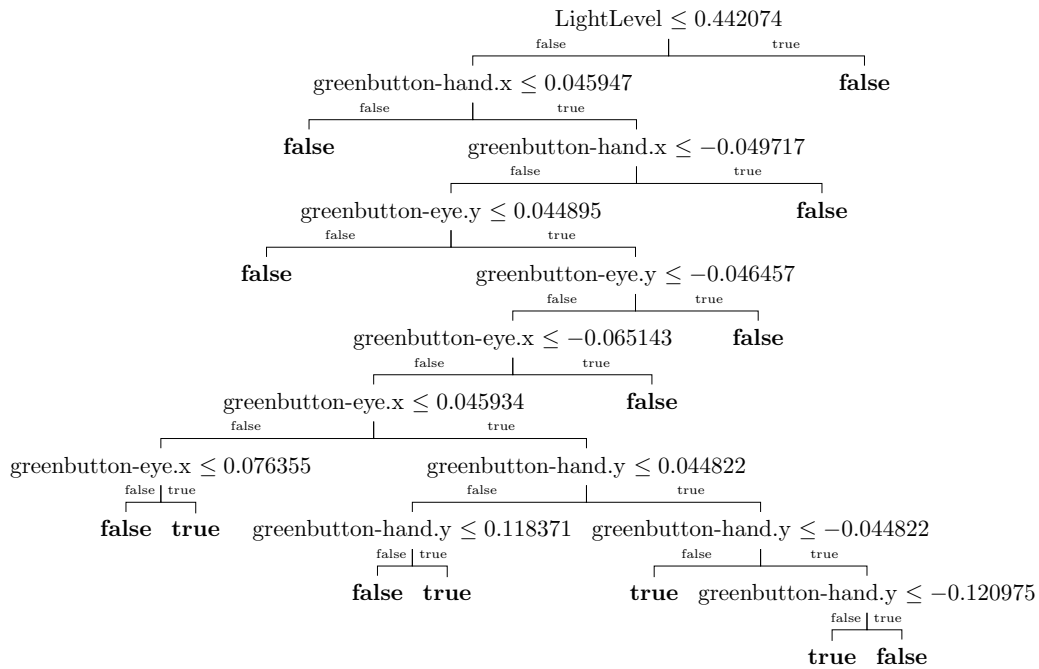 LightLevel ≤ 0.442074
false true
greenbutton-hand.x ≤ 0.045947 false
false true
false greenbutton-hand.x ≤ −0.049717
false true
greenbutton-eye.y ≤ 0.044895 false
false true
false greenbutton-eye.y ≤ −0.046457
false true
greenbutton-eye.x ≤ −0.065143 false
false true
greenbutton-eye.x ≤ 0.045934 false
false true
greenbutton-eye.x ≤ 0.076355 greenbutton-hand.y ≤ 0.044822
false true false true
false true greenbutton-hand.y ≤ 0.118371 greenbutton-hand.y ≤ −0.044822
false true false true
false true true greenbutton-hand.y ≤ −0.120975
false true
true false